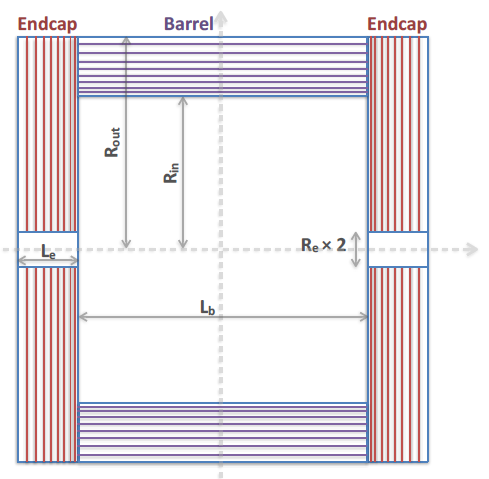 Endcap Barrel Endcap
Rout
Rin
Re × 2
Le
Lb